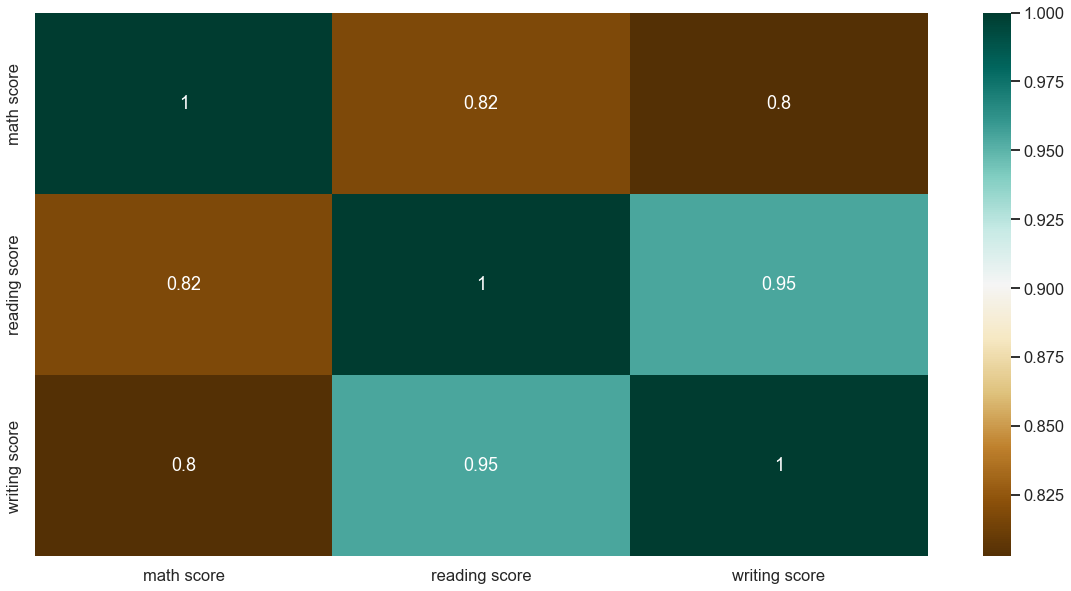 math score
1
0.82
0.8
reading score
0.82
1
0.95
writing score
0.8
0.95
1
math score
reading score
writing score
1.000
0.975
0.950
0.925
0.900
0.875
0.850
0.825